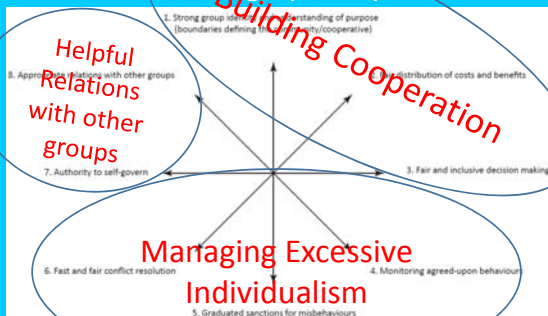 1. Strong group identity and understanding of purpose
(boundaries defining the community/cooperative)
Building Cooperation
2. Fair distribution of costs and benefits
3. Fair and inclusive decision making
Helpful
Relations
with other
groups
8. Appropriate relations with other groups
7. Authority to self-govern
Managing Excessive
Individualism
6. Fast and fair conflict resolution
4. Monitoring agreed-upon behaviours
5. Graduated sanctions for misbehaviours